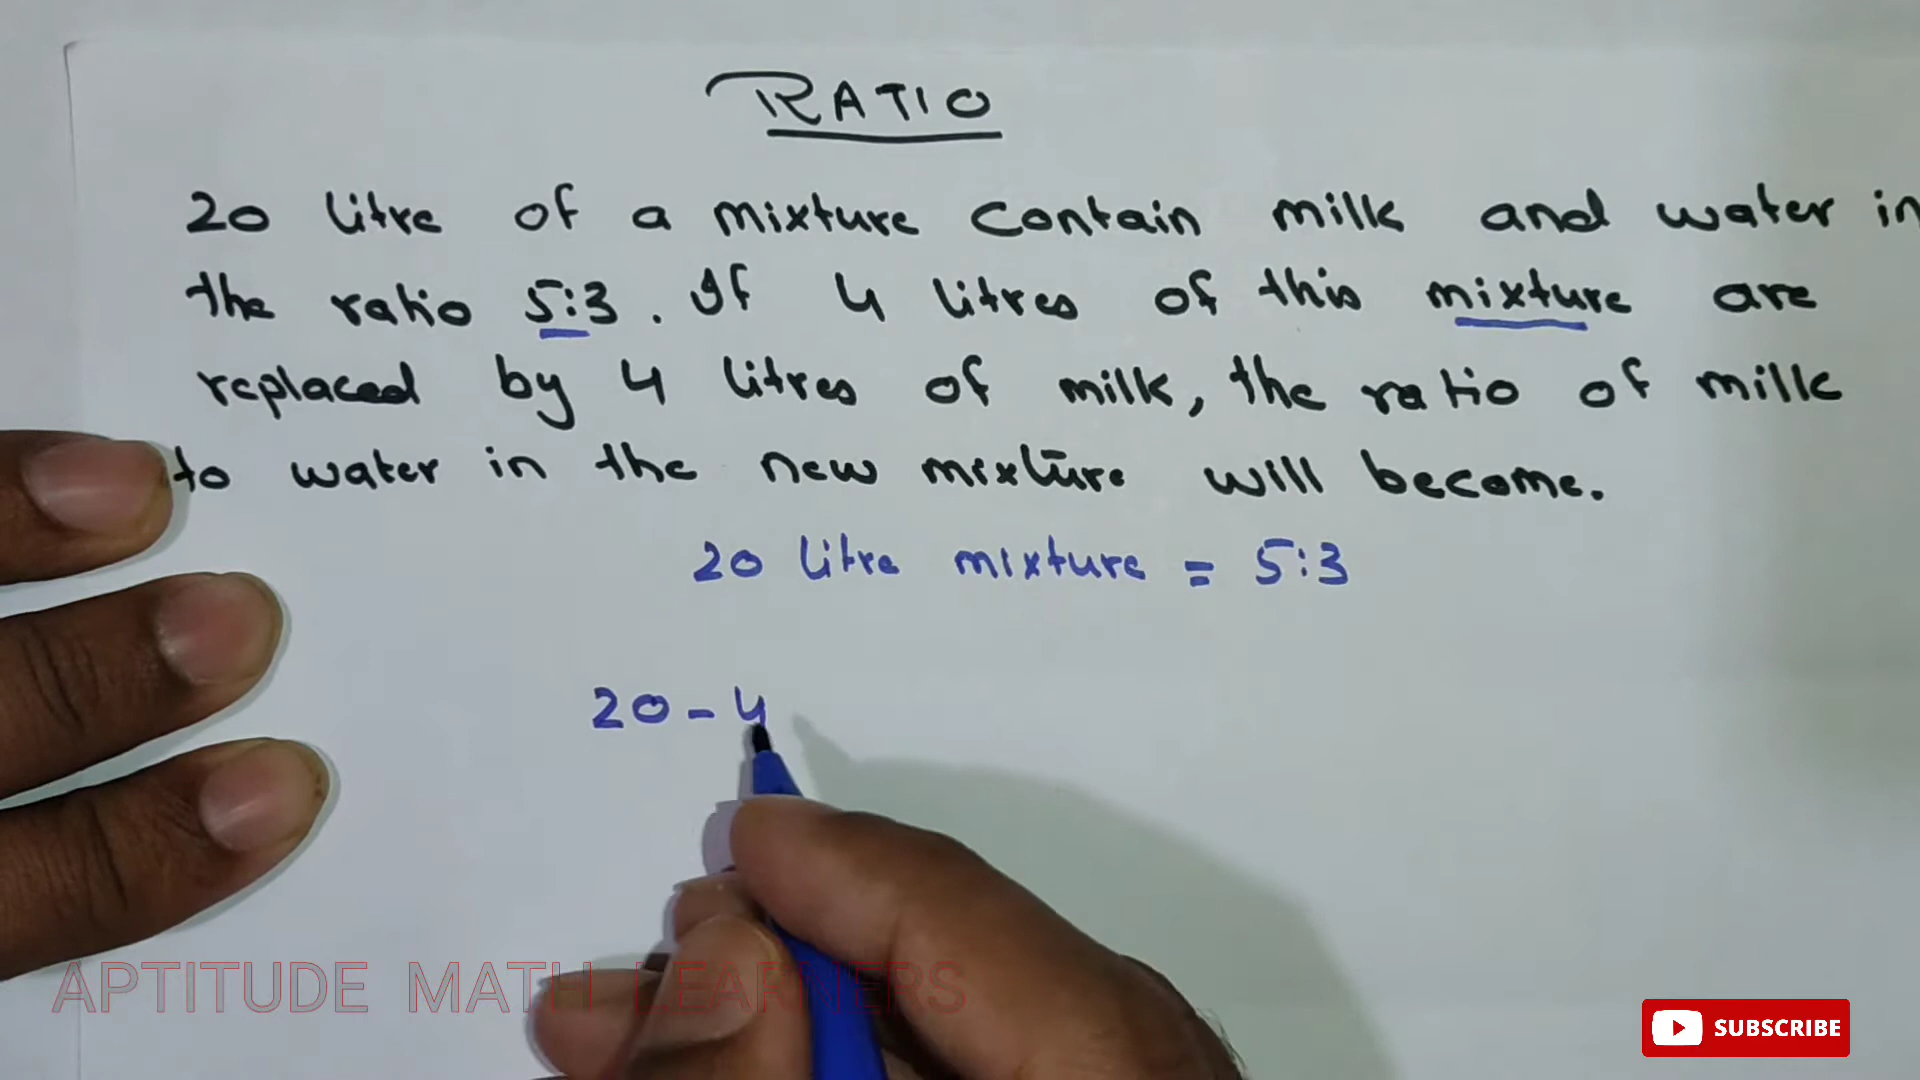 RATIO
20 litre of a mixture contain milk and water in
the ratio 5:3. If 4 litres of this mixture are
replaced by 4 litres of milk, the ratio of milk
to water in the new mixture will become.
20 litre mixture = 5:3
20-4
APTITUDE MATH LEARNERS
SUBSCRIBE